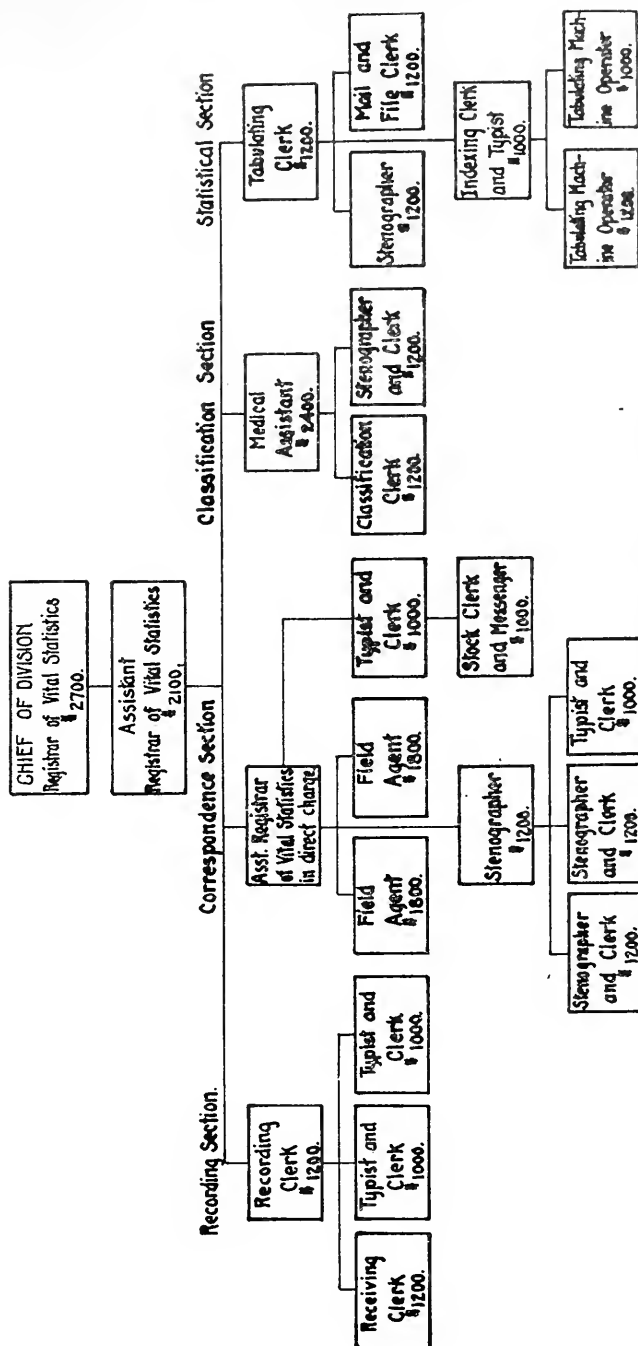 CHIEF OF DIVISION
Registrar of Vital Statistics
$ 2700.
Assistant
Registrar of Vital Statistics
$ 2100.
Recording Section.
Recording
Clerk
$ 1200.
Receiving
Clerk
$ 1200.
Typist and
Clerk
$ 1000.
Typist and
Clerk
$ 1000.
Correspondence Section
Asst. Registrar
of Vital Statistics
in direct charge
Field
Agent
$ 1800.
Field
Agent
$ 1800.
Typist and
Clerk
$ 1000.
Stock Clerk
and Messenger
$ 1000.
Stenographer
$ 1200.
Stenographer
and Clerk
$ 1200.
Stenographer
and Clerk
$ 1200.
Typist and
Clerk
$ 1000.
Classification Section
Medical
Assistant
$ 2400.
Classification
Clerk
$ 1200.
Stenographer
and Clerk
$ 1200.
Statistical Section
Tabulating
Clerk
$ 1200.
Stenographer
$ 1200.
Mail and
File Clerk
$ 1200.
Indexing Clerk
and Typist
$ 1000.
Tabulating Mach-
ine Operator
$ 1200.
Tabulating Mach-
ine Operator
$ 1000.